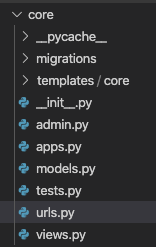 core
__pycache__
migrations
templates / core
__init__.py
admin.py
apps.py
models.py
tests.py
urls.py
views.py